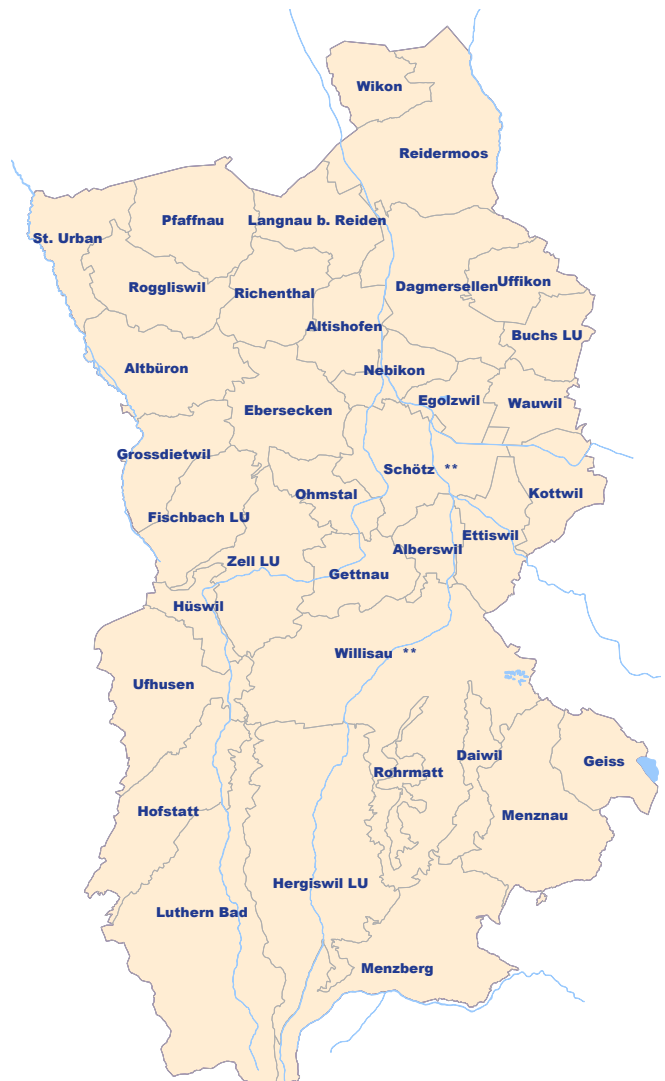 Wikon
Reidermoos
Pfaffnau
Langnau b. Reiden
St. Urban
Uffikon
Roggliswil
Richenthal
Dagmersellen
Altishofen
Buchs LU
Altbüron
Nebikon
Egolzwil
Wauwil
Ebersecken
Grossdietwil
Schötz **
Ohmstal
Kottwil
Fischbach LU
Ettiswil
Alberswil
Zell LU
Gettnau
Hüswil
Willisau **
Ufhusen
Daiwil
Geiss
Rohrmatt
Hofstatt
Menznau
Hergiswil LU
Luthern Bad
Menzberg